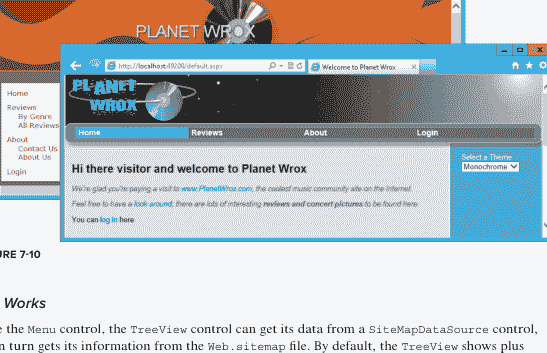 PLANET WROX
Home
Reviews
By Genre
All Reviews
About
Contact Us
About Us
Login
http://localhost:49200/default.aspx
Welcome to Planet Wrox
PLANET
WROX
Home Reviews About Login
Hi there visitor and welcome to Planet Wrox
We're glad you're paying a visit to www.PlanetWrox.com, the coolest music community site on the Internet.
Feel free to have a look around; there are lots of interesting reviews and concert pictures to be found here.
You can log in here
Select a Theme
Monochrome
URE 7-10
Works
e the Menu control, the TreeView control can get its data from a SiteMapDataSource control,
n turn gets its information from the Web.sitemap file. By default, the TreeView shows plus